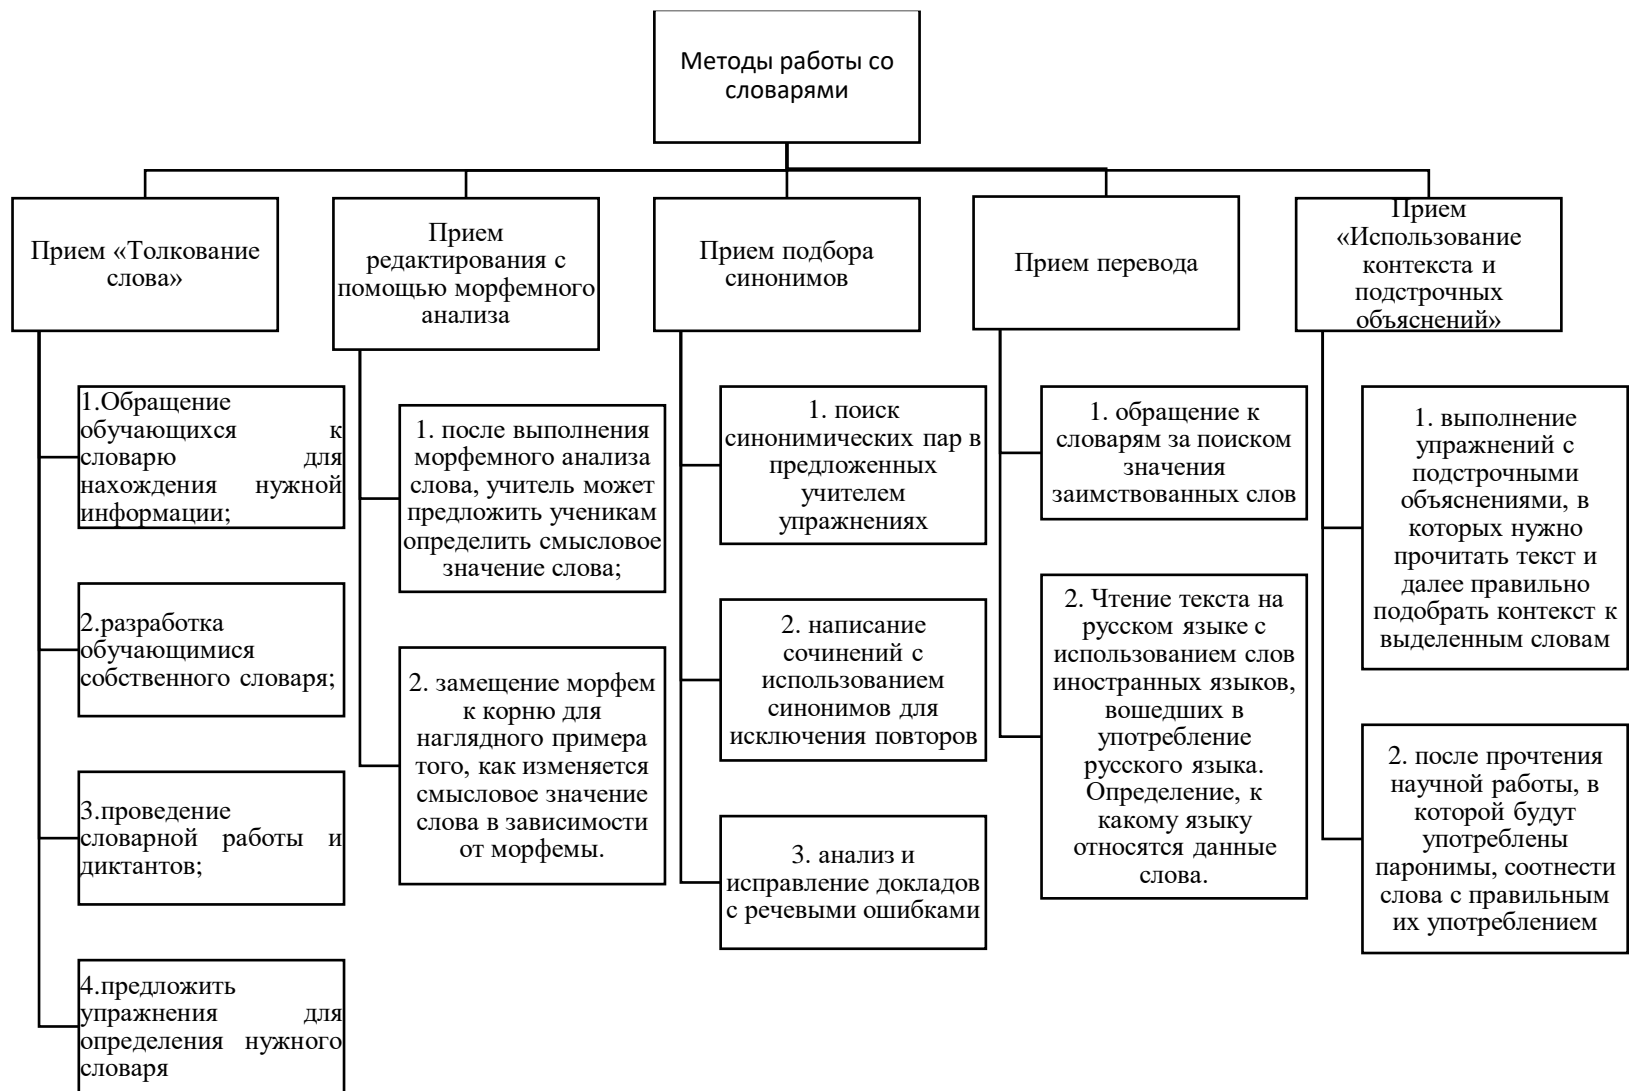 Методы работы со
словарями
Прием «Толкование
слова»
1.Обращение
обучающихся к
словарю для
нахождения нужной
информации;
2.разработка
обучающимися
собственного словаря;
3.проведение
словарной работы и
диктантов;
4.предложить
упражнения для
определения нужного
словаря
Прием
редактирования с
помощью морфемного
анализа
1. после выполнения
морфемного анализа
слова, учитель может
предложить ученикам
определить смысловое
значение слова;
2. замещение морфем
к корню для
наглядного примера
того, как изменяется
смысловое значение
слова в зависимости
от морфемы.
Прием подбора
синонимов
1. поиск
синонимических пар в
предложенных
учителем
упражнениях
2. написание
сочинений с
использованием
синонимов для
исключения повторов
3. анализ и
исправление докладов
с речевыми ошибками
Прием перевода
1. обращение к
словарям за поиском
значения
заимствованных слов
2. Чтение текста на
русском языке с
использованием слов
иностранных языков,
вошедших в
употребление
русского языка.
Определение, к
какому языку
относятся данные
слова.
Прием
«Использование
контекста и
подстрочных
объяснений»
1. выполнение
упражнений с
подстрочными
объяснениями, в
которых нужно
прочитать текст и
далее правильно
подобрать контекст к
выделенным словам
2. после прочтения
научной работы, в
которой будут
употреблены
паронимы, соотнести
слова с правильным
их употреблением